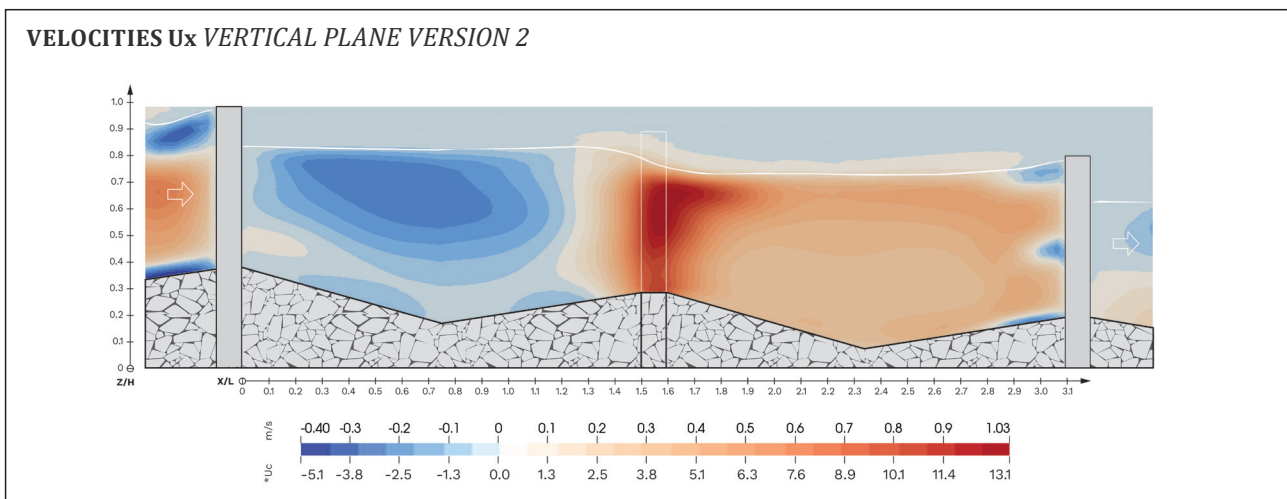 VELOCITIES Ux VERTICAL PLANE VERSION 2
1.0
0.9
0.8
0.7
0.6
0.5
0.4
0.3
0.2
0.1
0
Z/H
X/L 0
0 0.1 0.2 0.3 0.4 0.5 0.6 0.7 0.8 0.9 1.0 1.1 1.2 1.3 1.4 1.5 1.6 1.7 1.8 1.9 2.0 2.1 2.2 2.3 2.4 2.5 2.6 2.7 2.8 2.9 3.0 3.1
m/s -0.40 -0.3 -0.2 -0.1 0 0.1 0.2 0.3 0.4 0.5 0.6 0.7 0.8 0.9 1.03
*Uc -5.1 -3.8 -2.5 -1.3 0.0 1.3 2.5 3.8 5.1 6.3 7.6 8.9 10.1 11.4 13.1